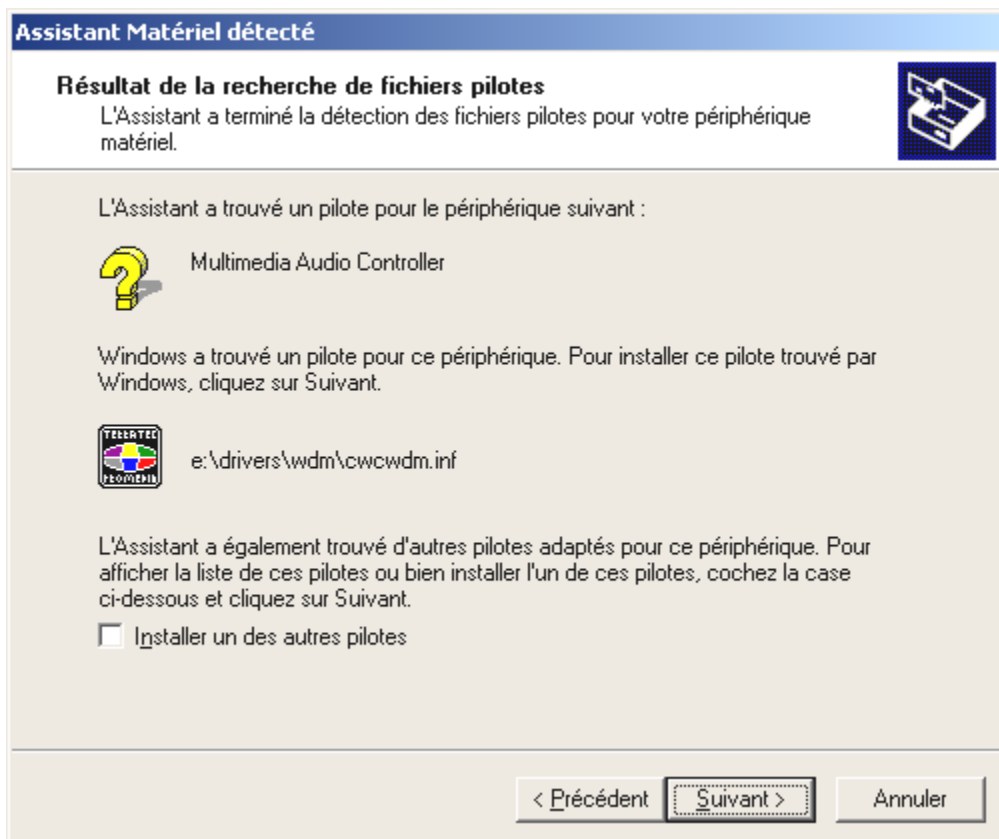 Assistant Matériel détecté
Résultat de la recherche de fichiers pilotes
L'Assistant a terminé la détection des fichiers pilotes pour votre périphérique
matériel.
L'Assistant a trouvé un pilote pour le périphérique suivant :
Multimedia Audio Controller
Windows a trouvé un pilote pour ce périphérique. Pour installer ce pilote trouvé par
Windows, cliquez sur Suivant.
TERRATEC
PROMEDIA
e:\drivers\wdm\cwcwdm.inf
L'Assistant a également trouvé d'autres pilotes adaptés pour ce périphérique. Pour
afficher la liste de ces pilotes ou bien installer l'un de ces pilotes, cochez la case
ci-dessous et cliquez sur Suivant.
Installer un des autres pilotes
< Précédent Suivant > Annuler